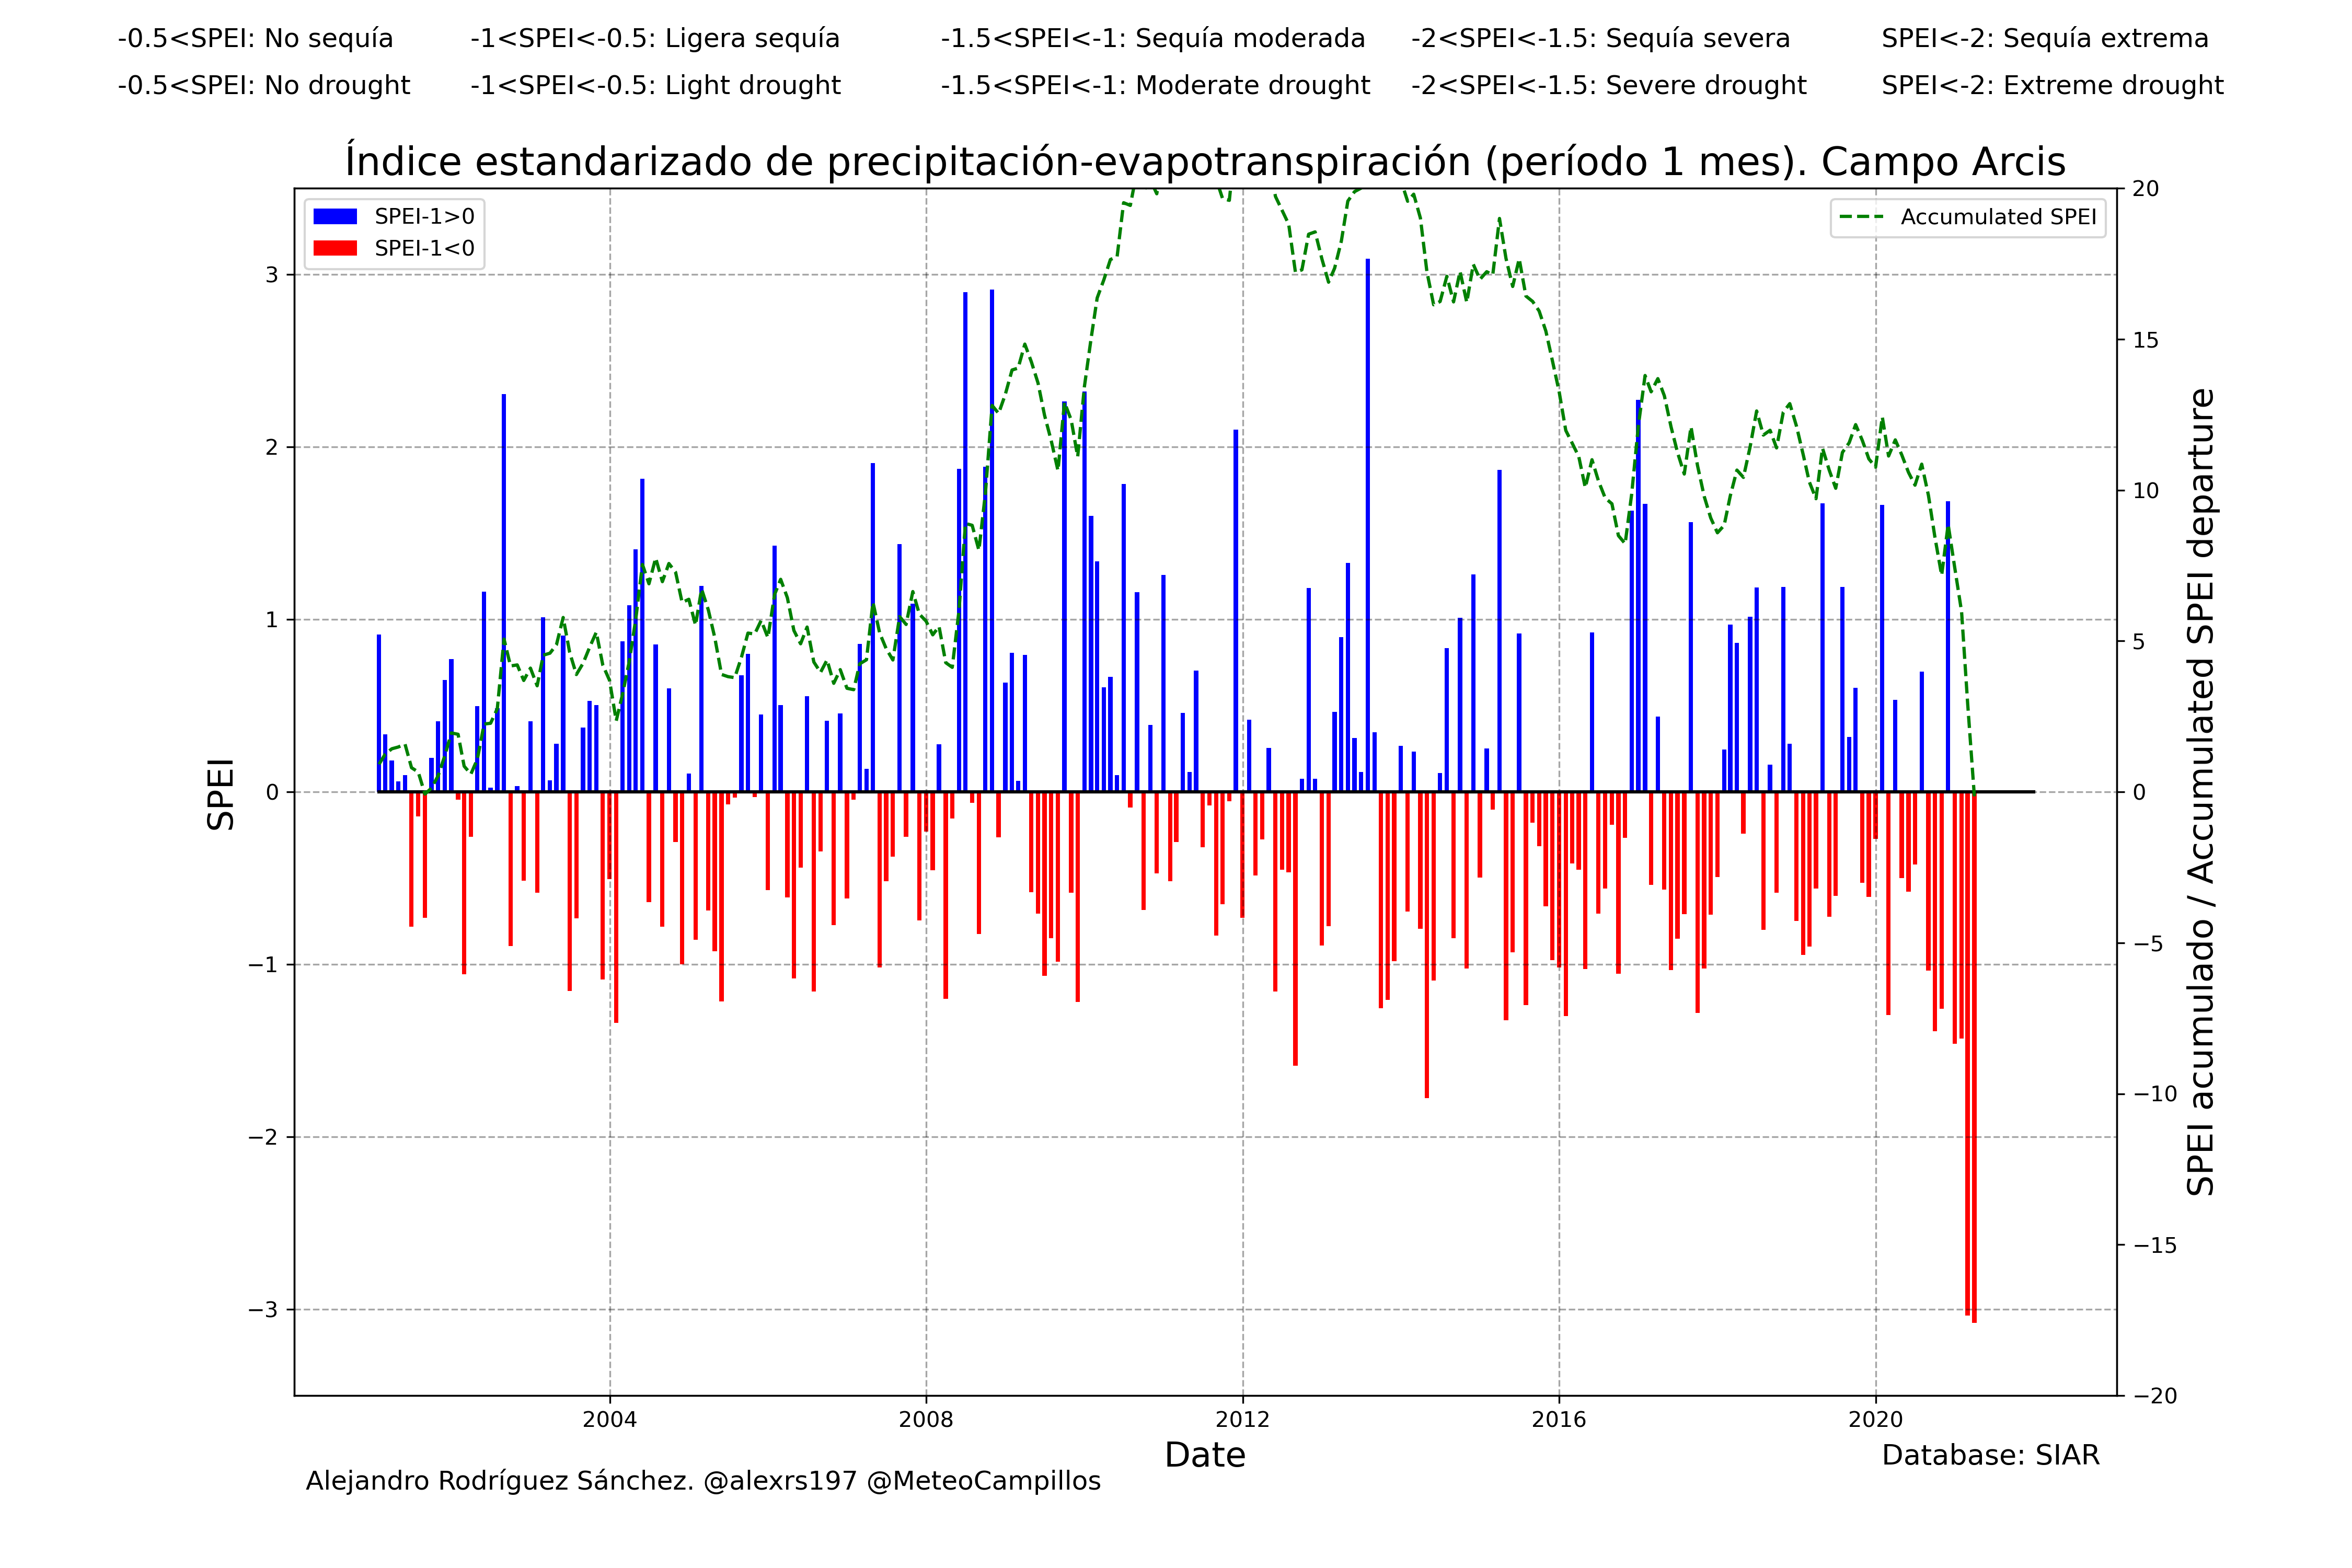 -0.5<SPEI: No sequía -1<SPEI<-0.5: Ligera sequía -1.5<SPEI<-1: Sequía moderada -2<SPEI<-1.5: Sequía severa SPEI<-2: Sequía extrema
-0.5<SPEI: No drought -1<SPEI<-0.5: Light drought -1.5<SPEI<-1: Moderate drought -2<SPEI<-1.5: Severe drought SPEI<-2: Extreme drought
Índice estandarizado de precipitación-evapotranspiración (período 1 mes). Campo Arcis
SPEI-1>0
SPEI-1<0
Accumulated SPEI
SPEI
3
2
1
0
−1
−2
−3
20
15
10
5
0
−5
−10
−15
−20
SPEI acumulado / Accumulated SPEI departure
2004 2008 2012 2016 2020
Date
Database: SIAR
Alejandro Rodríguez Sánchez. @alexrs197 @MeteoCampillos